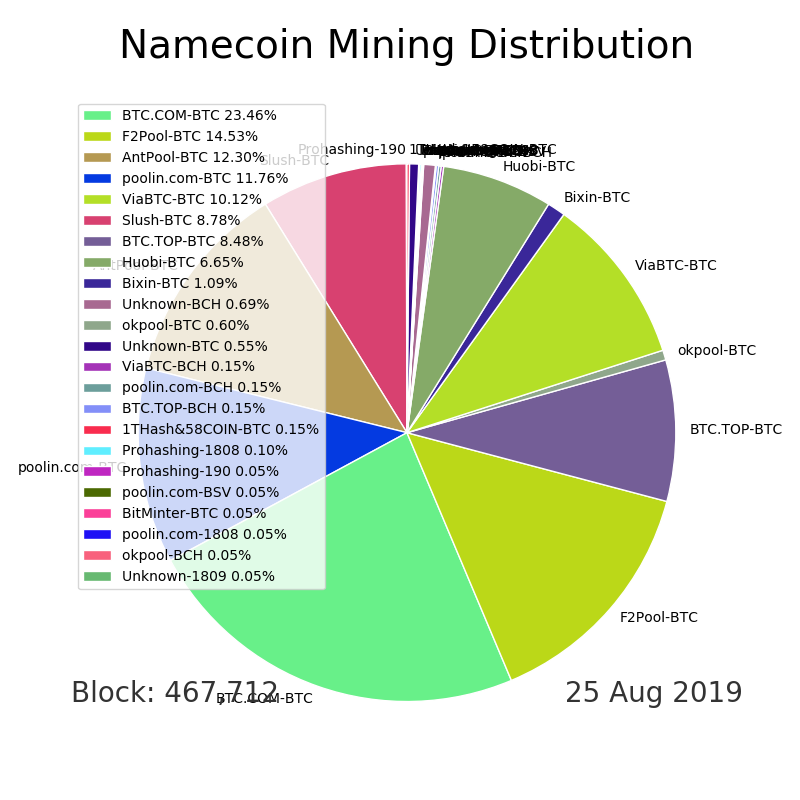 Namecoin Mining Distribution
BTC.COM-BTC 23.46%
F2Pool-BTC 14.53%
AntPool-BTC 12.30%
poolin.com-BTC 11.76%
ViaBTC-BTC 10.12%
Slush-BTC 8.78%
BTC.TOP-BTC 8.48%
Huobi-BTC 6.65%
Bixin-BTC 1.09%
Unknown-BCH 0.69%
okpool-BTC 0.60%
Unknown-BTC 0.55%
ViaBTC-BCH 0.15%
poolin.com-BCH 0.15%
BTC.TOP-BCH 0.15%
1THash&58COIN-BTC 0.15%
Prohashing-1808 0.10%
Prohashing-190 0.05%
poolin.com-BSV 0.05%
BitMinter-BTC 0.05%
poolin.com-1808 0.05%
okpool-BCH 0.05%
Unknown-1809 0.05%
Prohashing-190
Slush-BTC
Huobi-BTC
Bixin-BTC
AntPool-BTC
ViaBTC-BTC
okpool-BTC
BTC.TOP-BTC
poolin.com-BTC
F2Pool-BTC
BTC.COM-BTC
Block: 467,712
25 Aug 2019